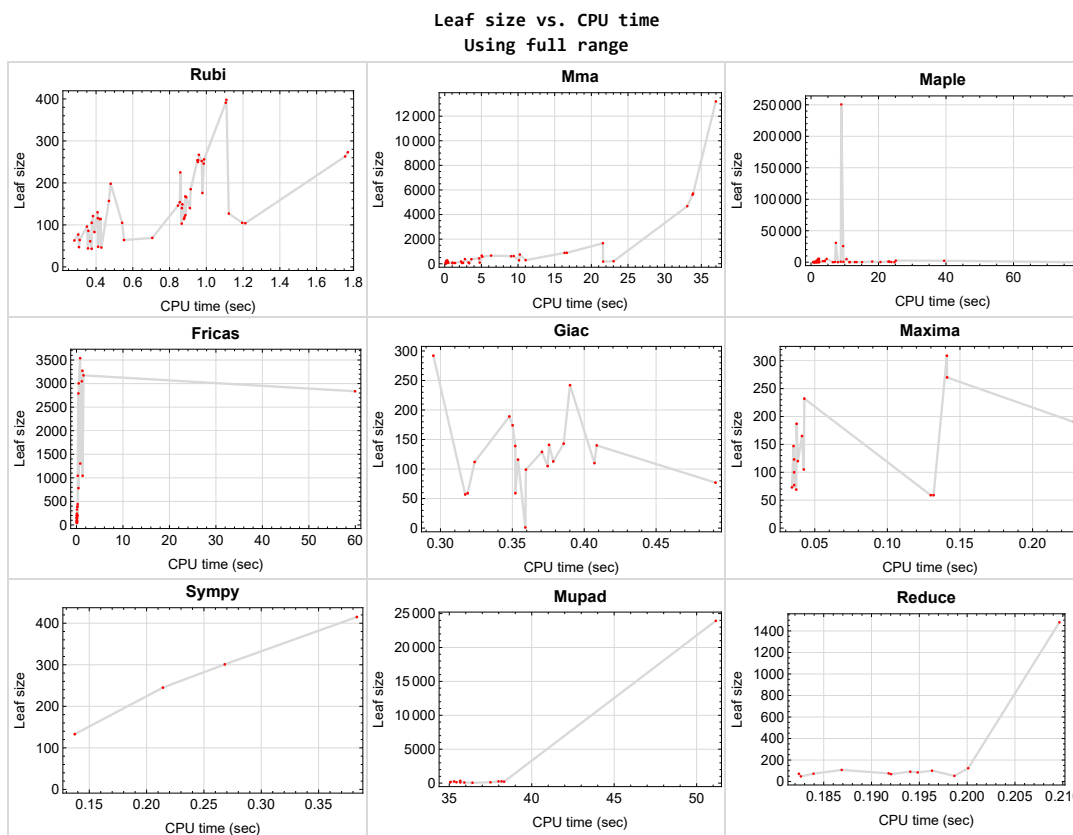 Leaf size vs. CPU time
Using full range
Rubi
Leaf size
400
300
200
100
0
0.4 0.6 0.8 1.0 1.2 1.4 1.6 1.8
CPU time (sec)
Mma
Leaf size
12 000
10 000
8000
6000
4000
2000
0
0 5 10 15 20 25 30 35
CPU time (sec)
Maple
Leaf size
250 000
200 000
150 000
100 000
50 000
0
0 20 40 60
CPU time (sec)
Fricas
Leaf size
3500
3000
2500
2000
1500
1000
500
0
0 10 20 30 40 50 60
CPU time (sec)
Giac
Leaf size
300
250
200
150
100
50
0
0.30 0.35 0.40 0.45
CPU time (sec)
Maxima
Leaf size
300
250
200
150
100
50
0
0.05 0.10 0.15 0.20
CPU time (sec)
Sympy
Leaf size
400
300
200
100
0
0.15 0.20 0.25 0.30 0.35
CPU time (sec)
Mupad
Leaf size
25 000
20 000
15 000
10 000
5000
0
35 40 45 50
CPU time (sec)
Reduce
Leaf size
1400
1200
1000
800
600
400
200
0
0.185 0.190 0.195 0.200 0.205 0.210
CPU time (sec)